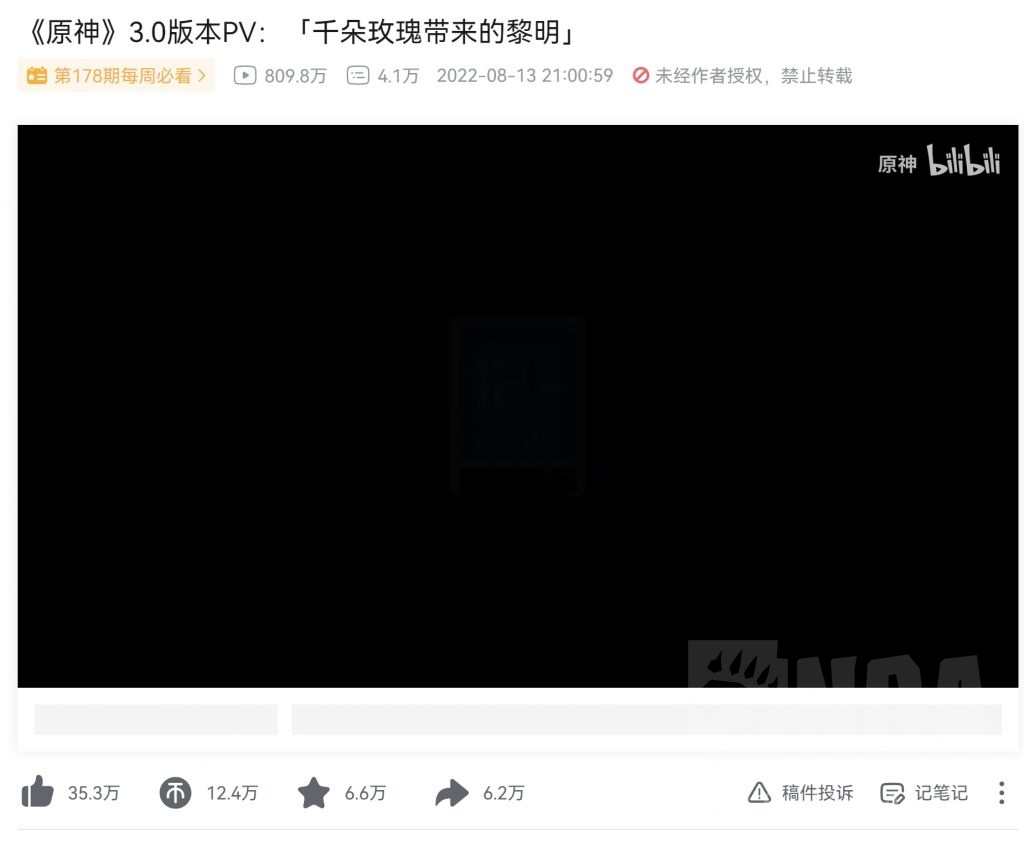 《原神》3.0版本PV：「千朵玫瑰带来的黎明」
第178期每周必看 > 809.8万 4.1万 2022-08-13 21:00:59 未经作者授权，禁止转载
原神 bilibili
12+
35.3万 12.4万 6.6万 6.2万 稿件投诉 记笔记